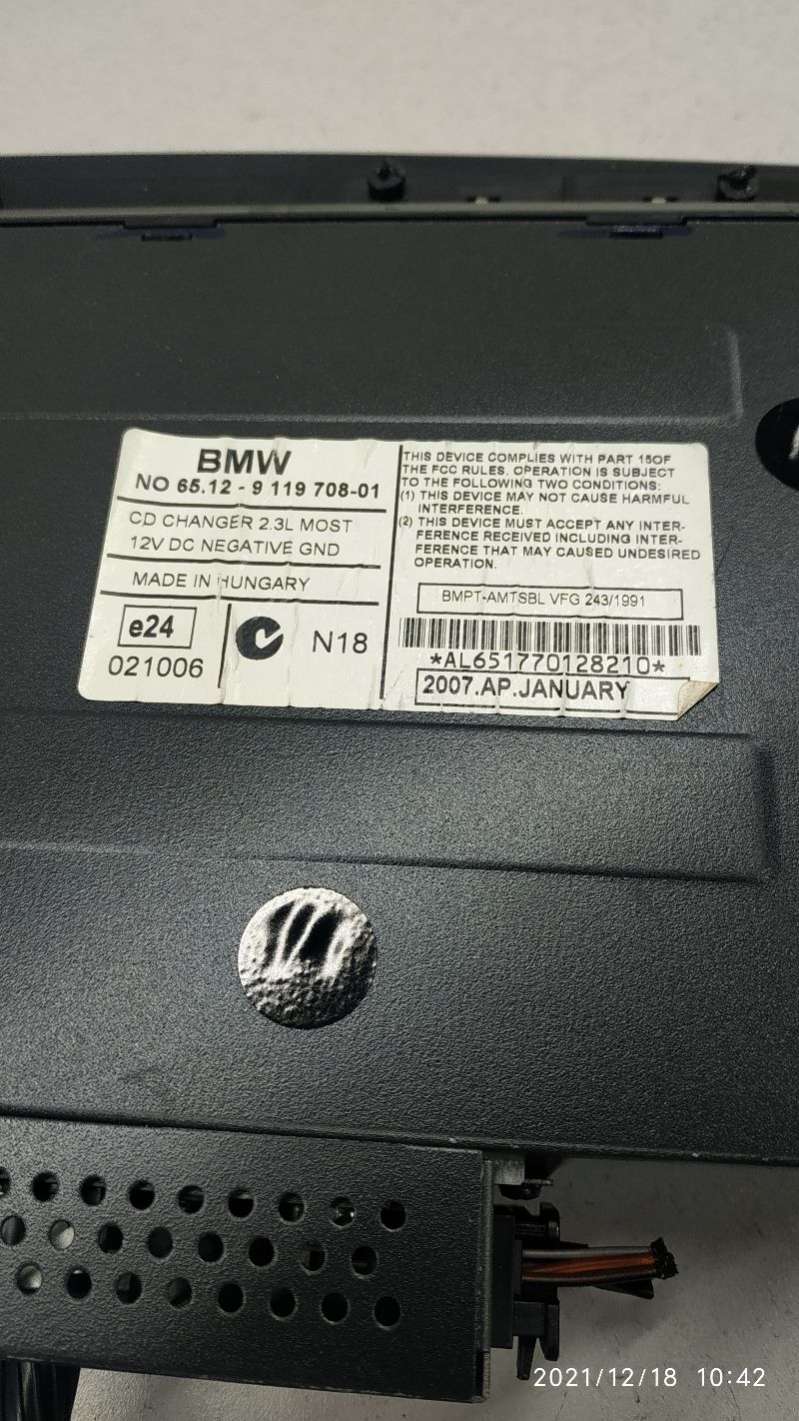 BMW
NO 65.12 - 9 119 708-01
CD CHANGER 2.3L MOST
12V DC NEGATIVE GND
MADE IN HUNGARY
e24
021006
N18
THIS DEVICE COMPLIES WITH PART 15OF
THE FCC RULES. OPERATION IS SUBJECT
TO THE FOLLOWING TWO CONDITIONS:
(1) THIS DEVICE MAY NOT CAUSE HARMFUL
INTERFERENCE.
(2) THIS DEVICE MUST ACCEPT ANY INTER-
FERENCE RECEIVED INCLUDING INTER-
FERENCE THAT MAY CAUSED UNDESIRED
OPERATION.
BMPT-AMTSBL VFG 243/1991
*AL651770128210*
2007.AP.JANUARY
2021/12/18 10:42